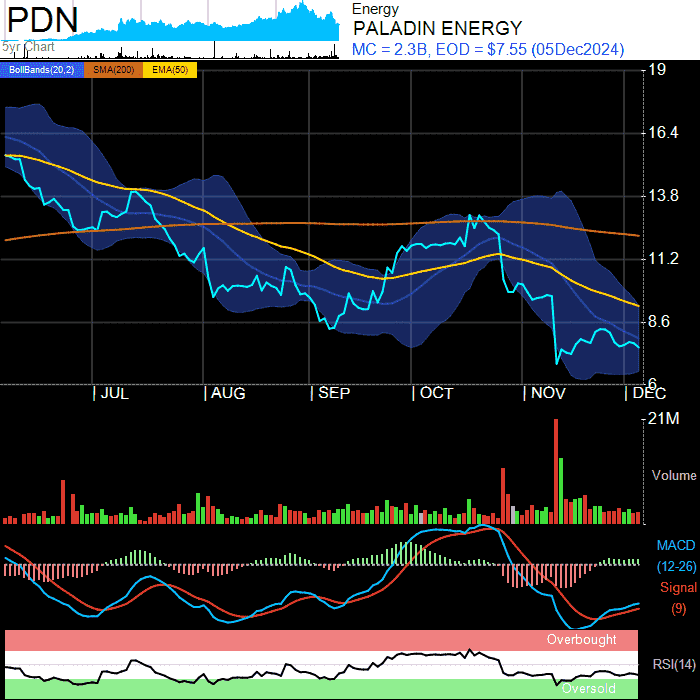 PDN
5yr Chart
Energy
PALADIN ENERGY
MC = 2.3B, EOD = $7.55 (05Dec2024)
BollBands(20,2) SMA(200) EMA(50)
19
16.4
13.8
11.2
8.6
6
JUL AUG SEP OCT NOV DEC
21M
Volume
MACD
(12-26)
Signal
(9)
Overbought
RSI(14)
Oversold